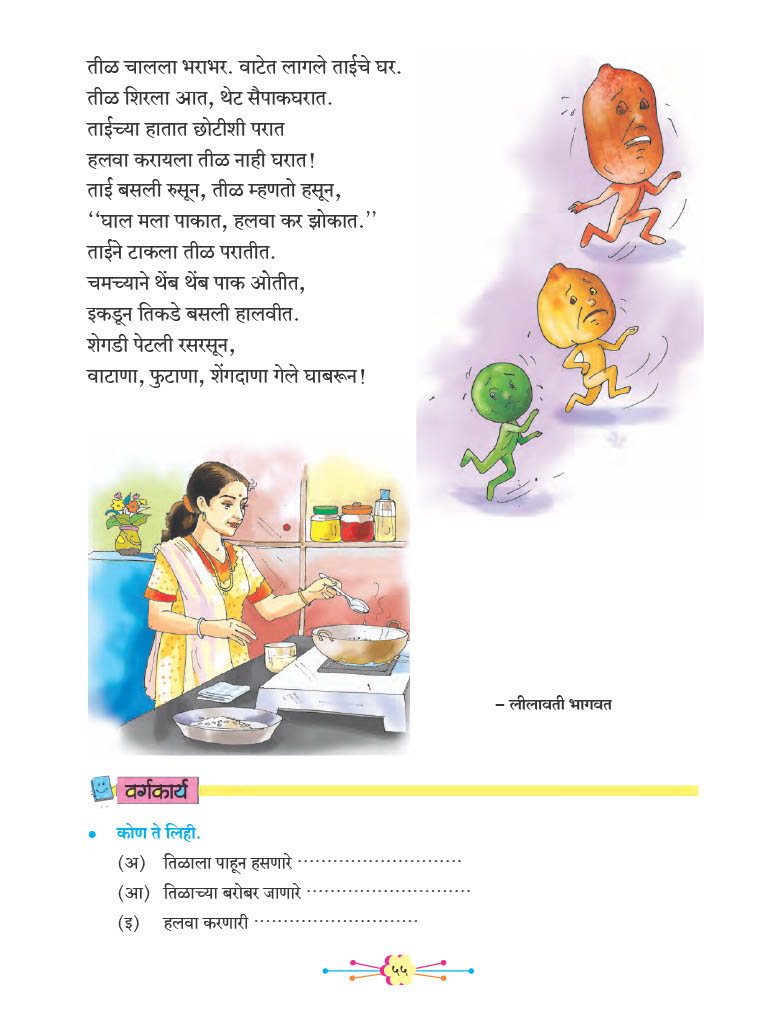 तीळ चालला भराभर. वाटेत लागले ताईचे घर.
तीळ शिरला आत, थेट सैपाकघरात.
ताईच्या हातात छोटीशी परात
हलवा करायला तीळ नाही घरात!
ताई बसली रुसून, तीळ म्हणतो हसून,
‘‘घाल मला पाकात, हलवा कर झोकात.’’
ताईने टाकला तीळ परातीत.
चमच्याने थेंब थेंब पाक ओतीत,
इकडून तिकडे बसली हालवीत.
शेगडी पेटली रसरसून,
वाटाणा, फुटाणा, शेंगदाणा गेले घाबरून!
– लीलावती भागवत
वर्गकार्य
• कोण ते लिही.
(अ) तिळाला पाहून हसणारे ............................
(आ) तिळाच्या बरोबर जाणारे ............................
(इ) हलवा करणारी ............................
५५